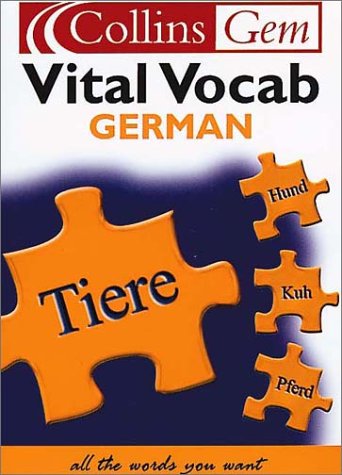 Collins Gem
Vital Vocab
GERMAN
Hund
Tiere
Kuh
Pferd
all the words you want